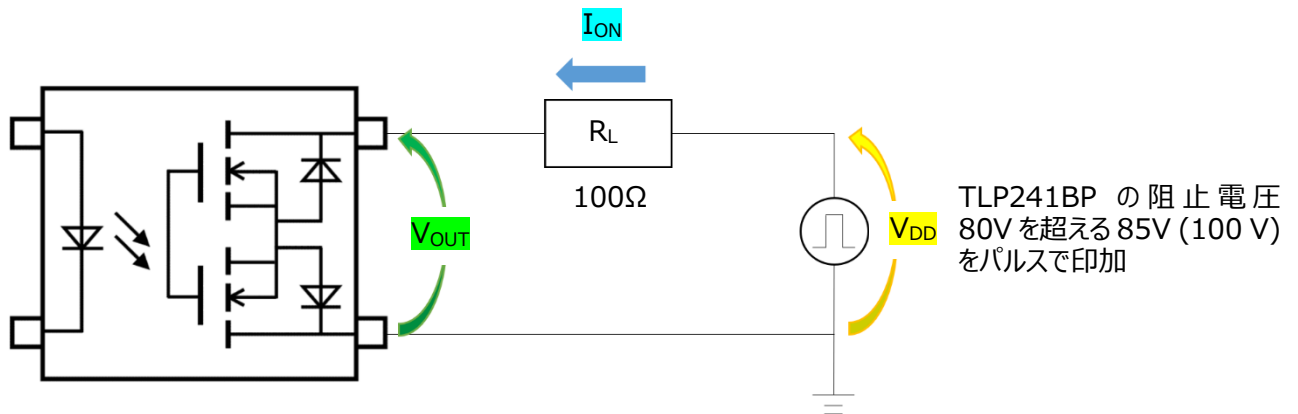 ION
RL
100Ω
VOUT
VDD
TLP241BP の阻止電圧
80Vを超える85V (100 V)
をパルスで印加